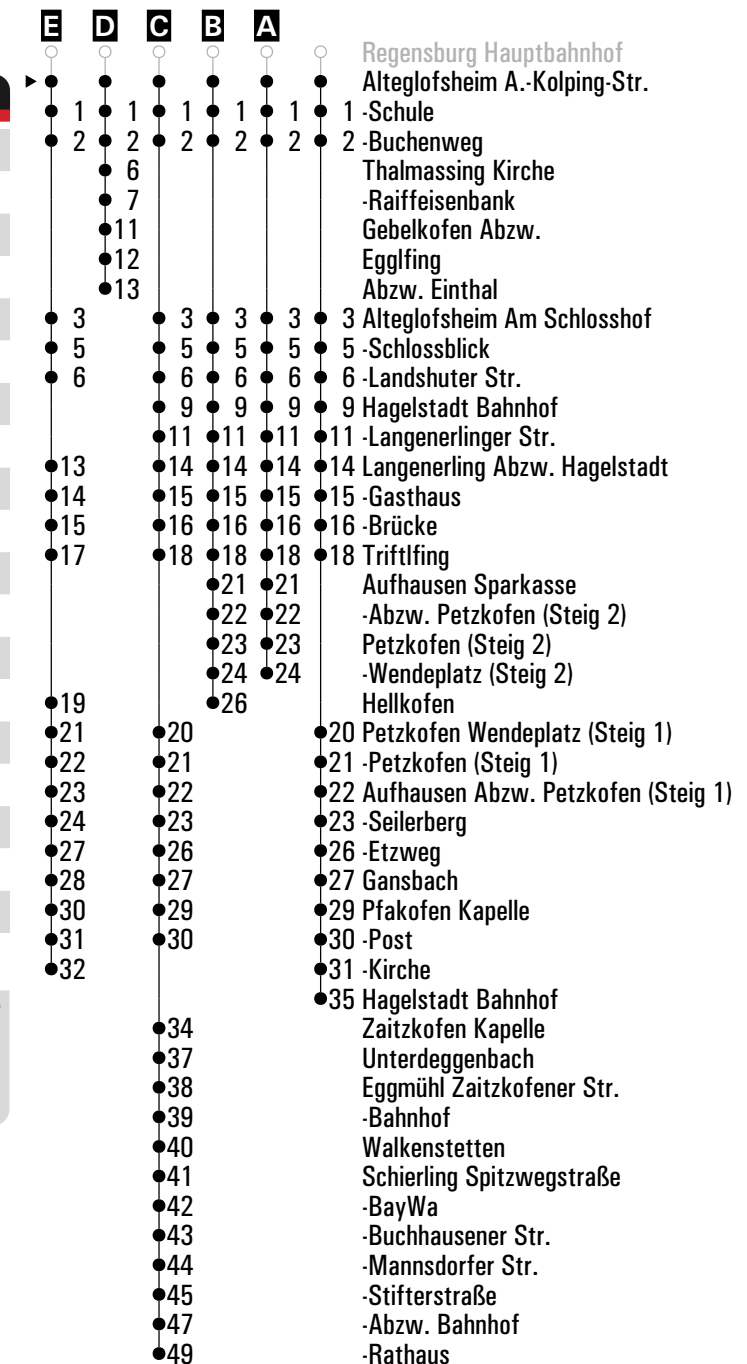 E D C B A
Regensburg Hauptbahnhof
Alteglofsheim A.-Kolping-Str.
1 1 1 1 1 1 -Schule
2 2 2 2 2 2 -Buchenweg
6 Thalmassing Kirche
7 -Raiffeisenbank
11 Gebelkofen Abzw.
12 Egglfing
13 Abzw. Einthal
3 3 3 3 3 Alteglofsheim Am Schlosshof
5 5 5 5 5 -Schlossblick
6 6 6 6 6 -Landshuter Str.
9 9 9 9 Hagelstadt Bahnhof
11 11 11 11 -Langenerlinger Str.
13 14 14 14 14 Langenerling Abzw. Hagelstadt
14 15 15 15 15 -Gasthaus
15 16 16 16 16 -Brücke
17 18 18 18 18 Triftlfing
21 21 Aufhausen Sparkasse
22 22 -Abzw. Petzkofen (Steig 2)
23 23 Petzkofen (Steig 2)
24 24 -Wendeplatz (Steig 2)
19 26 Hellkofen
21 20 20 Petzkofen Wendeplatz (Steig 1)
22 21 21 -Petzkofen (Steig 1)
23 22 22 Aufhausen Abzw. Petzkofen (Steig 1)
24 23 23 -Seilerberg
27 26 26 -Etzweg
28 27 27 Gansbach
30 29 29 Pfakofen Kapelle
31 30 30 -Post
32 31 -Kirche
35 Hagelstadt Bahnhof
34 Zaitzkofen Kapelle
37 Unterdeggenbach
38 Eggmühl Zaitzkofener Str.
39 -Bahnhof
40 Walkenstetten
41 Schierling Spitzwegstraße
42 -BayWa
43 -Buchhausener Str.
44 -Mannsdorfer Str.
45 -Stifterstraße
47 -Abzw. Bahnhof
49 -Rathaus